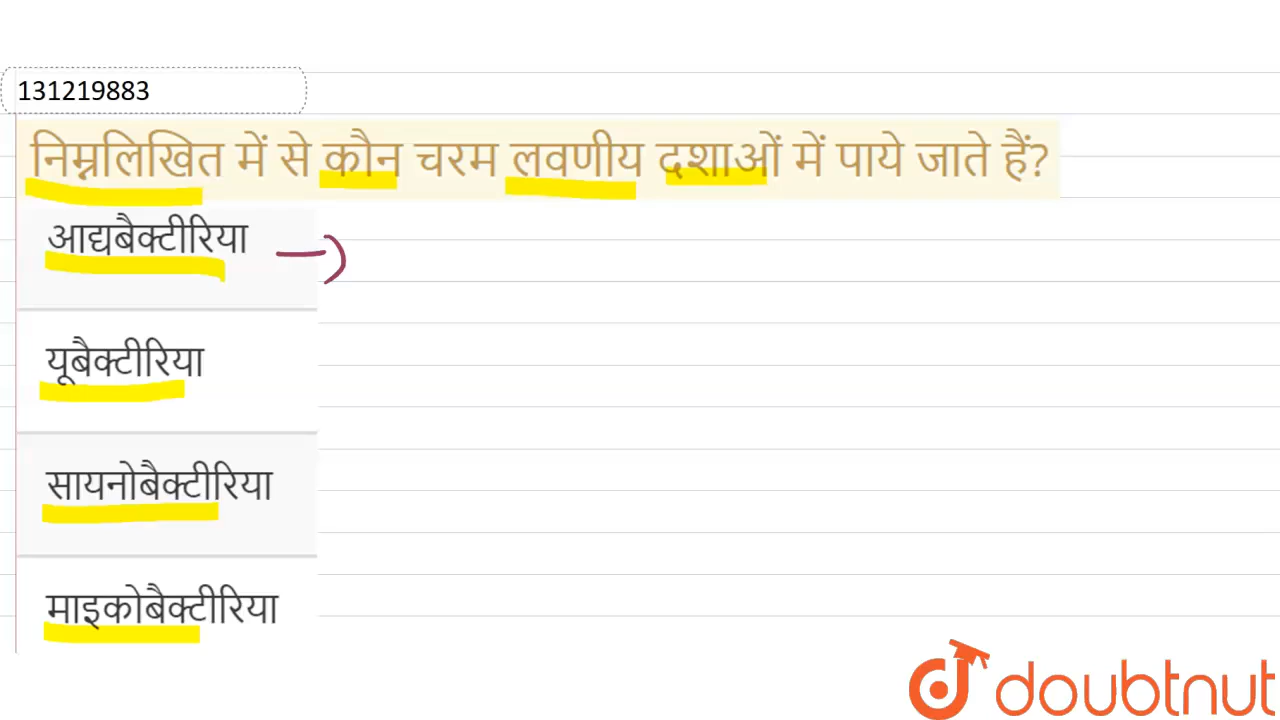 131219883
निम्नलिखित में से कौन चरम लवणीय दशाओं में पाये जाते हैं?
आद्यबैक्टीरिया
यूबैक्टीरिया
सायनोबैक्टीरिया
माइकोबैक्टीरिया
doubtnut